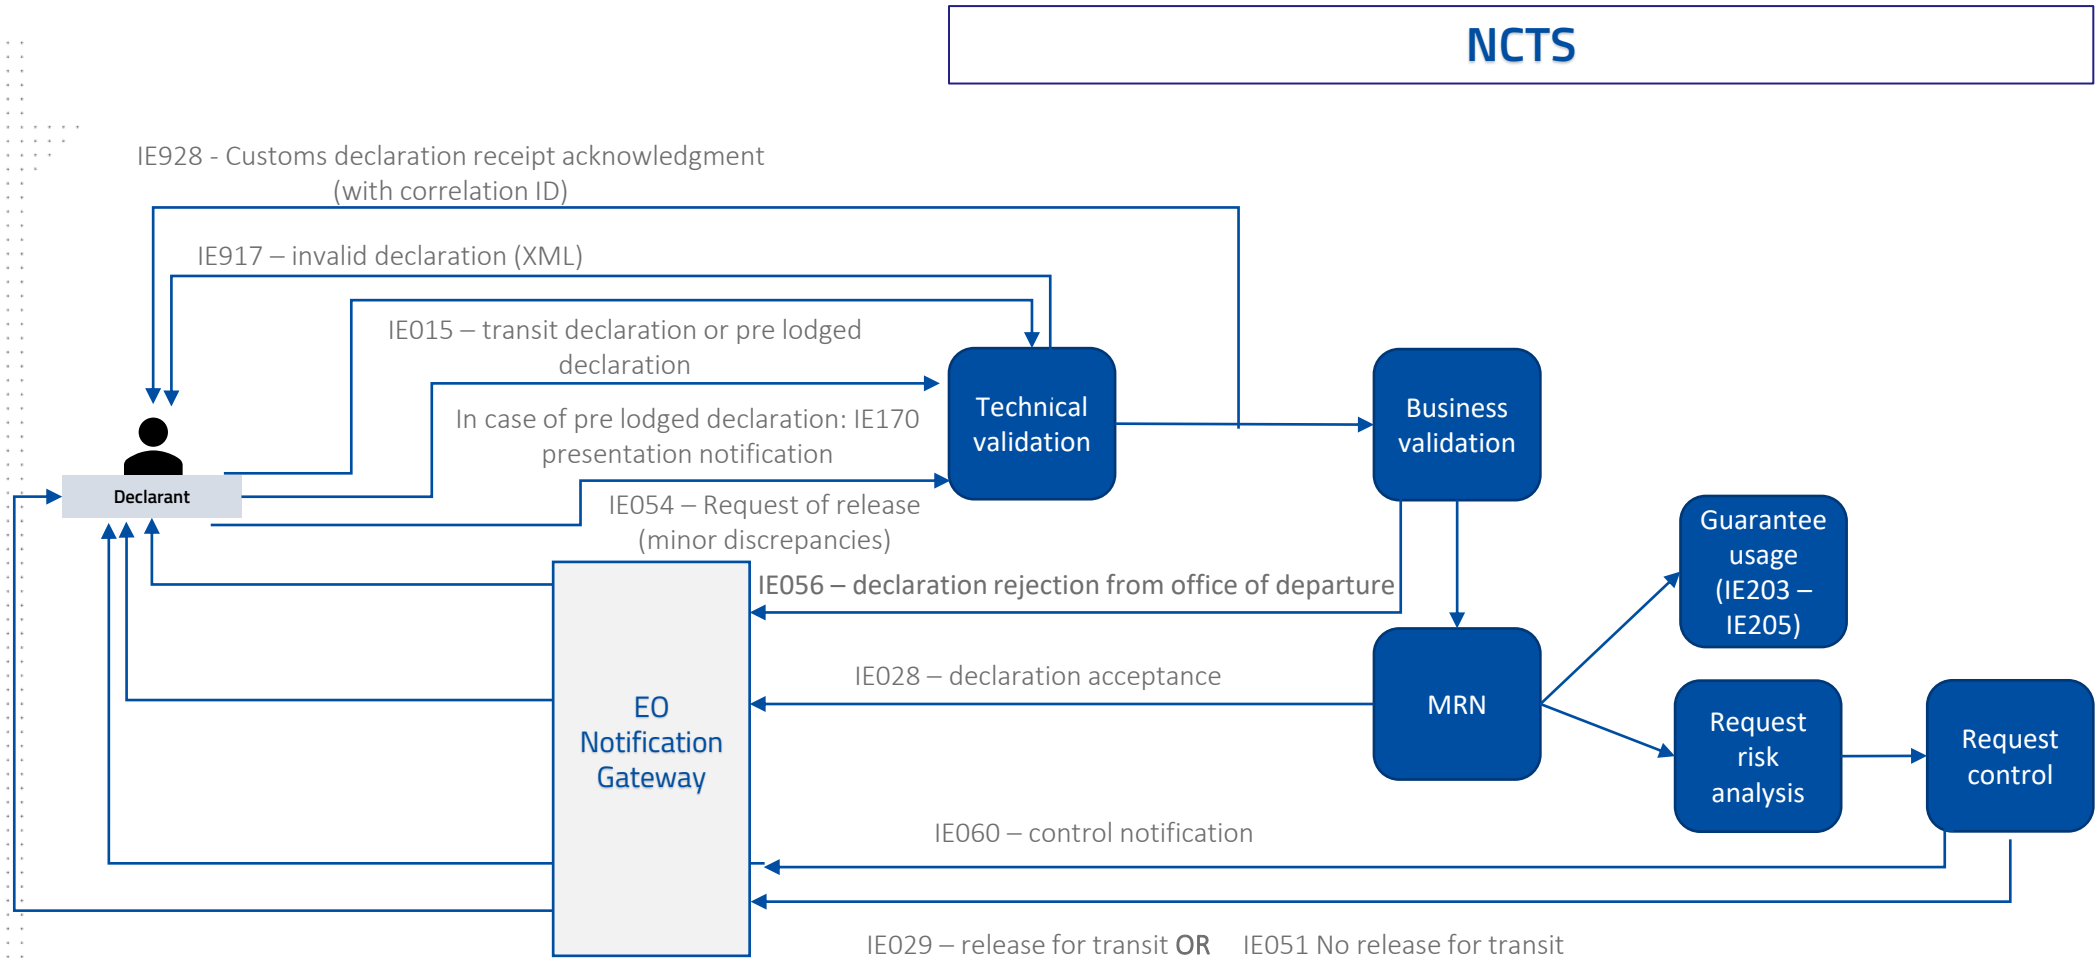 NCTS
IE928 - Customs declaration receipt acknowledgment
(with correlation ID)
IE917 – invalid declaration (XML)
IE015 – transit declaration or pre lodged
declaration
In case of pre lodged declaration: IE170
presentation notification
IE054 – Request of release
(minor discrepancies)
Declarant
Technical
validation
Business
validation
Guarantee
usage
(IE203 –
IE205)
IE056 – declaration rejection from office of departure
IE028 – declaration acceptance
MRN
EO
Notification
Gateway
Request
risk
analysis
Request
control
IE060 – control notification
IE029 – release for transit OR IE051 No release for transit